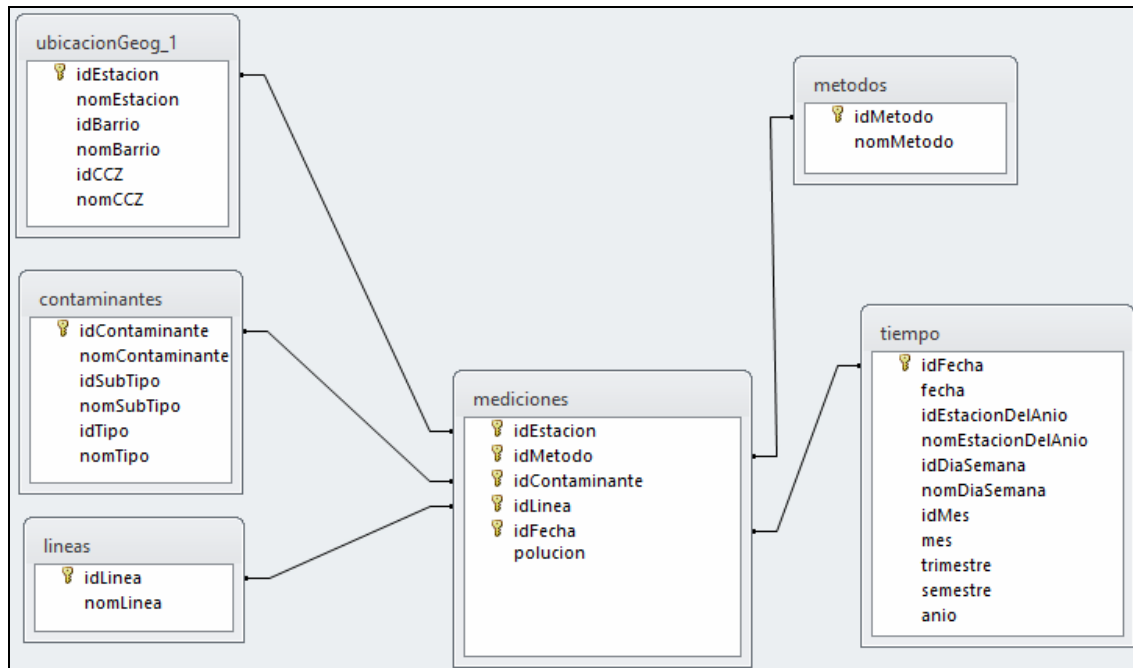 ubicacionGeog_1
idEstacion
nomEstacion
idBarrio
nomBarrio
idCCZ
nomCCZ
contaminantes
idContaminante
nomContaminante
idSubTipo
nomSubTipo
idTipo
nomTipo
lineas
idLinea
nomLinea
mediciones
idEstacion
idMetodo
idContaminante
idLinea
idFecha
polucion
metodos
idMetodo
nomMetodo
tiempo
idFecha
fecha
idEstacionDelAnio
nomEstacionDelAnio
idDiaSemana
nomDiaSemana
idMes
mes
trimestre
semestre
anio